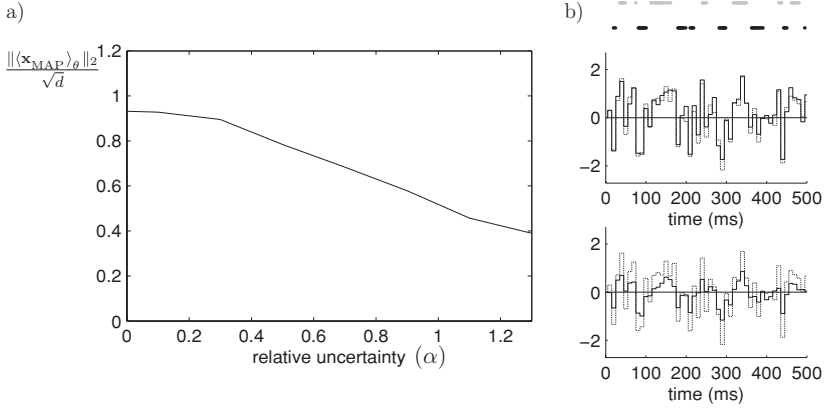 a)
‖⟨x_MAP⟩_θ‖₂
√d
1.2
1
0.8
0.6
0.4
0.2
0
0 0.2 0.4 0.6 0.8 1 1.2
relative uncertainty (α)
b)
2
0
−2
0 100 200 300 400 500
time (ms)
2
0
−2
0 100 200 300 400 500
time (ms)